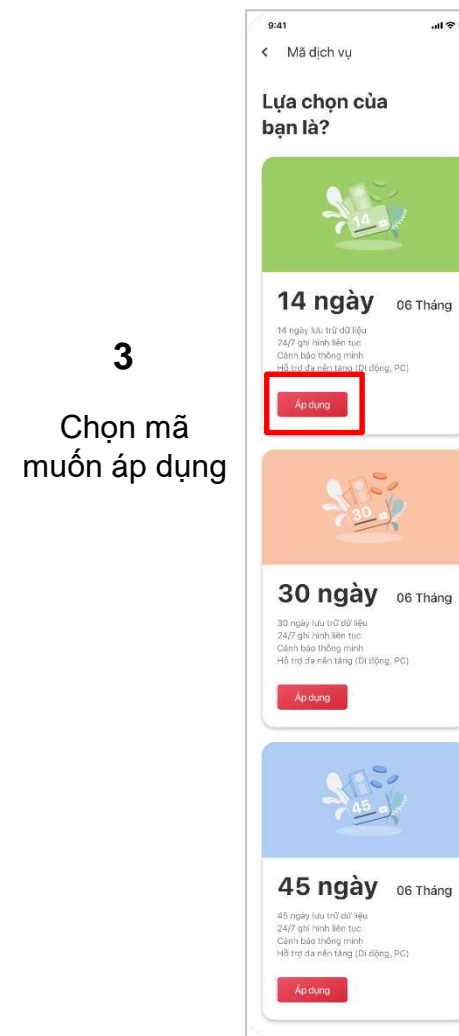 3
Chọn mã
muốn áp dụng
9:41
Mã dịch vụ
Lựa chọn của
bạn là?
14
14 ngày 06 Tháng
14 ngày lưu trữ dữ liệu
24/7 ghi hình liên tục
Cảnh báo thông minh
Hỗ trợ đa nền tảng (Di động, PC)
Áp dụng
30
30 ngày 06 Tháng
30 ngày lưu trữ dữ liệu
24/7 ghi hình liên tục
Cảnh báo thông minh
Hỗ trợ đa nền tảng (Di động, PC)
Áp dụng
45
45 ngày 06 Tháng
45 ngày lưu trữ dữ liệu
24/7 ghi hình liên tục
Cảnh báo thông minh
Hỗ trợ đa nền tảng (Di động, PC)
Áp dụng